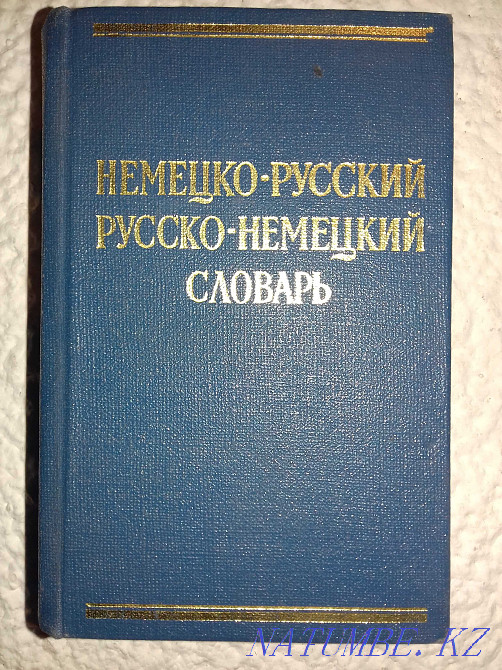 НЕМЕЦКО-РУССКИЙ
РУССКО-НЕМЕЦКИЙ
СЛОВАРЬ
NATUMBE. KZ